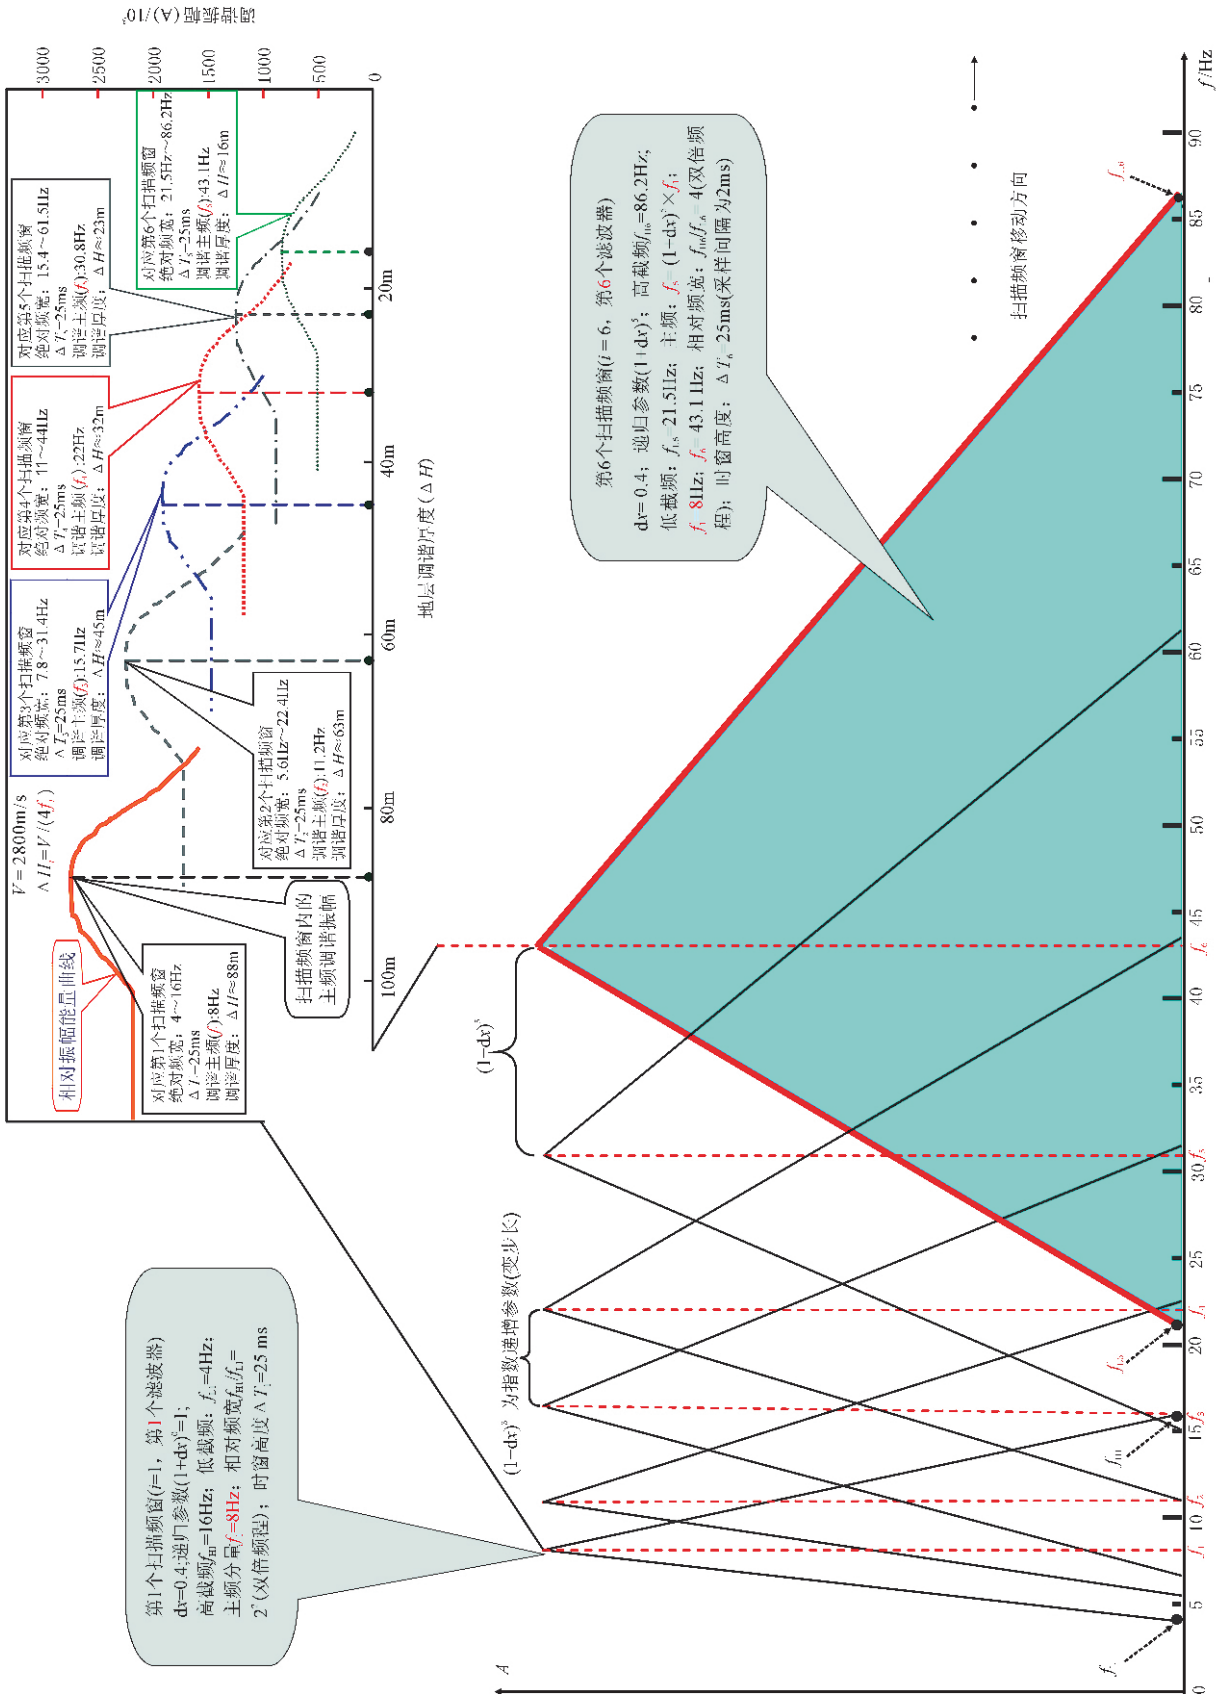 调谐振幅(A)/10³
3000
2500
2000
1500
1000
500
0
V=2800m/s
相对振幅能量曲线
对应第1个扫描频窗
绝对频宽：4～16Hz
调谐主频(f₁):8Hz
调谐厚度：ΔH≈88m
扫描频窗内的
主频调谐振幅
对应第2个扫描频窗
绝对频宽：5.6Hz～22.4Hz
ΔT₂=25ms
调谐主频(f₂):11.2Hz
调谐厚度：ΔH≈63m
对应第3个扫描频窗
绝对频宽：7.8～31.4Hz
ΔT₃=25ms
调谐主频(f₃):15.7Hz
调谐厚度：ΔH≈45m
对应第4个扫描频窗
绝对频宽：11～44Hz
ΔT₄=25ms
调谐主频(f₄):22Hz
调谐厚度：ΔH≈32m
对应第5个扫描频窗
绝对频宽：15.4～61.5Hz
ΔT₅=25ms
调谐主频(f₅):30.8Hz
调谐厚度：ΔH≈23m
对应第6个扫描频窗
绝对频宽：21.5Hz～86.2Hz
调谐主频(f₆):43.1Hz
调谐厚度：ΔH≈16m
100m
80m
60m
40m
20m
地层调谐厚度(ΔH)
第1个扫描频窗(i=1，第1个滤波器)
dx=0.4;递归参数(1+dx)⁰=1;
高截频f_H1=16Hz；低截频：f_L1=4Hz；
主频分量f₁=8Hz；相对频宽f_H1/f_L1=
2²(双倍频程)；时窗高度ΔT₁=25 ms
第6个扫描频窗(i=6，第6个滤波器)
dx=0.4；递归参数(1+dx)⁵；高截频f_H6=86.2Hz;
低截频：f_L6=21.5Hz；主频：f₆=(1+dx)⁵×f₁;
f₁=8Hz；f₆=43.1Hz；相对频宽：f_H6/f_L6=4(双倍频
程)；时窗高度：ΔT₆=25ms(采样间隔为2ms)
(1-dx)³ 为指数递增参数(变步长)
(1-dx)⁵
扫描频窗移动方向
A
0
5
f₁
10
f₂
15
f₃
20
f₄
25
30
f₅
35
40
f₆
45
50
55
60
65
70
75
80
85
90
f/Hz
f_H1
f_L6
f_H6